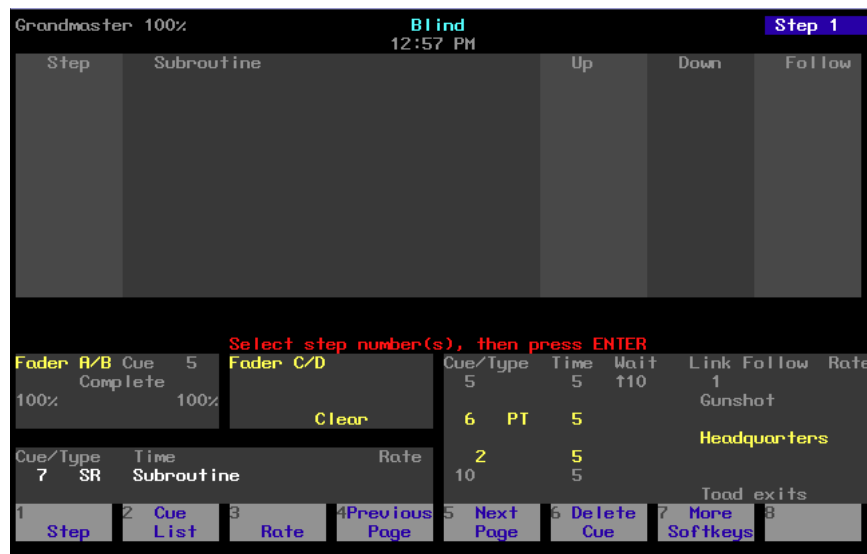 Grandmaster 100% Blind Step 1
12:57 PM
Step Subroutine Up Down Follow
Select step number(s), then press ENTER
Fader A/B Cue 5 Fader C/D Cue/Type Time Wait Link Follow Rate
Complete 5 5 ↑10 1
100% 100% Gunshot
Clear 6 PT 5
Headquarters
Cue/Type Time Rate 2 5
7 SR Subroutine 10 5
Toad exits
1 Step 2 Cue List 3 Rate 4 Previous Page 5 Next Page 6 Delete Cue 7 More Softkeys 8